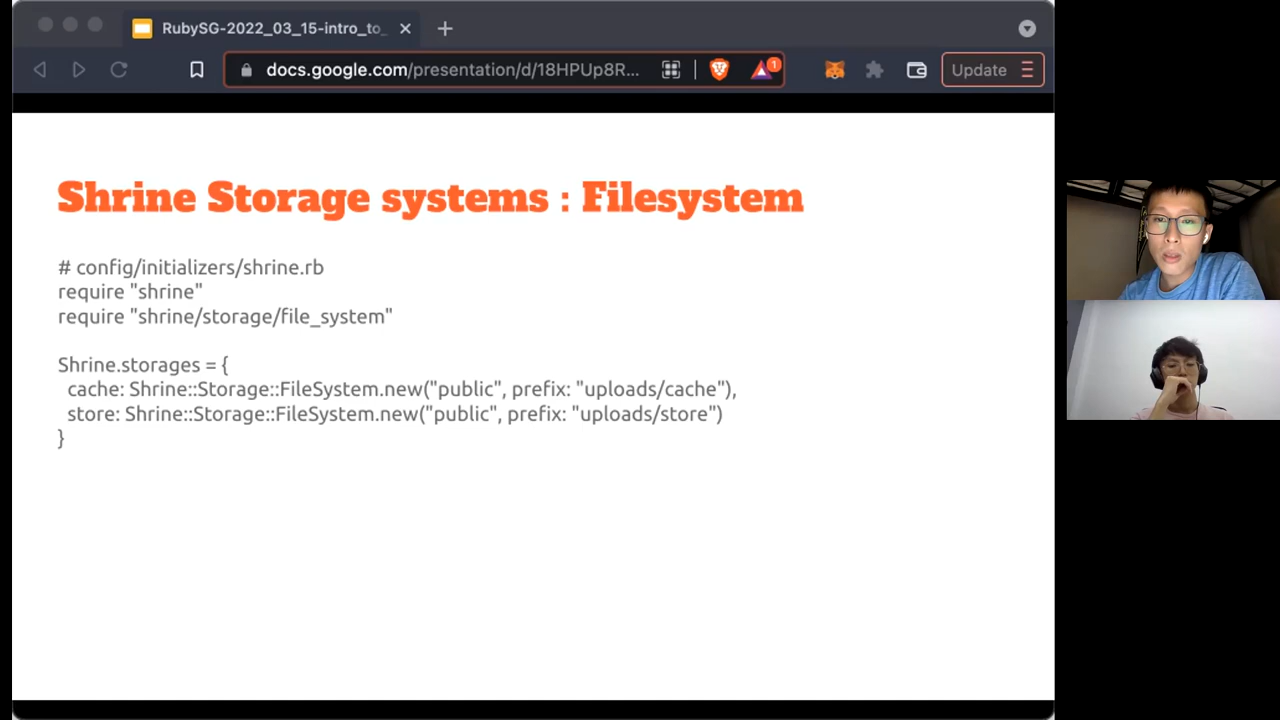 RubySG-2022_03_15-intro_to_
docs.google.com/presentation/d/18HPUp8R...
1
Update
Shrine Storage systems : Filesystem
# config/initializers/shrine.rb
require "shrine"
require "shrine/storage/file_system"
Shrine.storages = {
cache: Shrine::Storage::FileSystem.new("public", prefix: "uploads/cache"),
store: Shrine::Storage::FileSystem.new("public", prefix: "uploads/store")
}